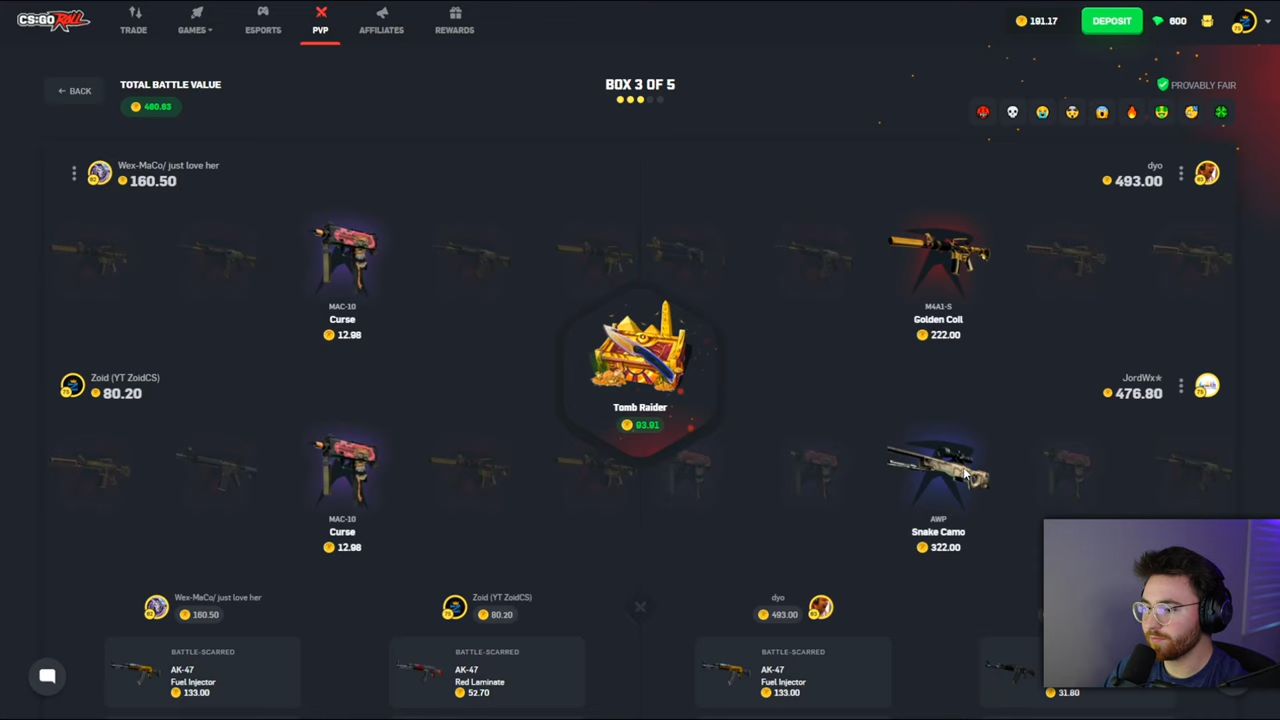 CS:GO ROLL
TRADE
GAMES
ESPORTS
PVP
AFFILIATES
REWARDS
191.17
DEPOSIT
600
← BACK
TOTAL BATTLE VALUE
460.83
BOX 3 OF 5
PROVABLY FAIR
Wex-MaCo/ just love her
160.50
dyo
493.00
MAC-10
Curse
12.98
M4A1-S
Golden Coil
222.00
Tomb Raider
93.91
Zoid (YT ZoidCS)
80.20
JordWx★
476.80
MAC-10
Curse
12.98
AWP
Snake Camo
322.00
Wex-MaCo/ just love her
160.50
Zoid (YT ZoidCS)
80.20
dyo
493.00
BATTLE-SCARRED
AK-47
Fuel Injector
133.00
BATTLE-SCARRED
AK-47
Red Laminate
52.70
BATTLE-SCARRED
AK-47
Fuel Injector
133.00
31.80